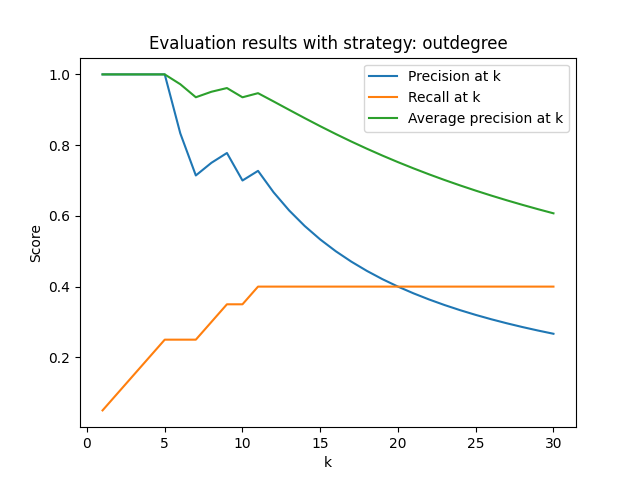 Evaluation results with strategy: outdegree
Precision at k
Recall at k
Average precision at k
Score
1.0
0.8
0.6
0.4
0.2
0 5 10 15 20 25 30
k